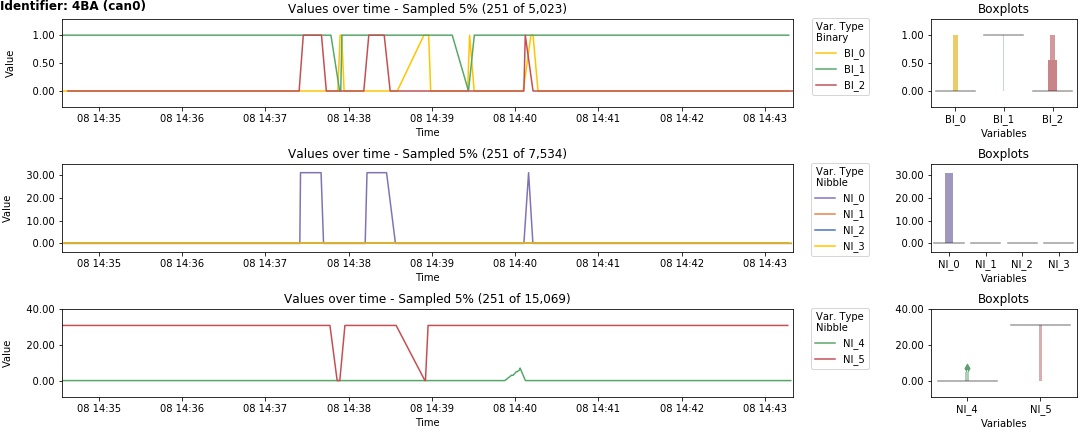 Identifier: 4BA (can0)
Values over time - Sampled 5% (251 of 5,023)
Boxplots
Value
1.00
0.50
0.00
08 14:35 08 14:36 08 14:37 08 14:38 08 14:39 08 14:40 08 14:41 08 14:42 08 14:43
Time
Var. Type
Binary
BI_0
BI_1
BI_2
1.00
0.50
0.00
BI_0 BI_1 BI_2
Variables
Values over time - Sampled 5% (251 of 7,534)
Boxplots
Value
30.00
20.00
10.00
0.00
08 14:35 08 14:36 08 14:37 08 14:38 08 14:39 08 14:40 08 14:41 08 14:42 08 14:43
Time
Var. Type
Nibble
NI_0
NI_1
NI_2
NI_3
30.00
20.00
10.00
0.00
NI_0 NI_1 NI_2 NI_3
Variables
Values over time - Sampled 5% (251 of 15,069)
Boxplots
Value
40.00
20.00
0.00
08 14:35 08 14:36 08 14:37 08 14:38 08 14:39 08 14:40 08 14:41 08 14:42 08 14:43
Time
Var. Type
Nibble
NI_4
NI_5
40.00
20.00
0.00
NI_4 NI_5
Variables